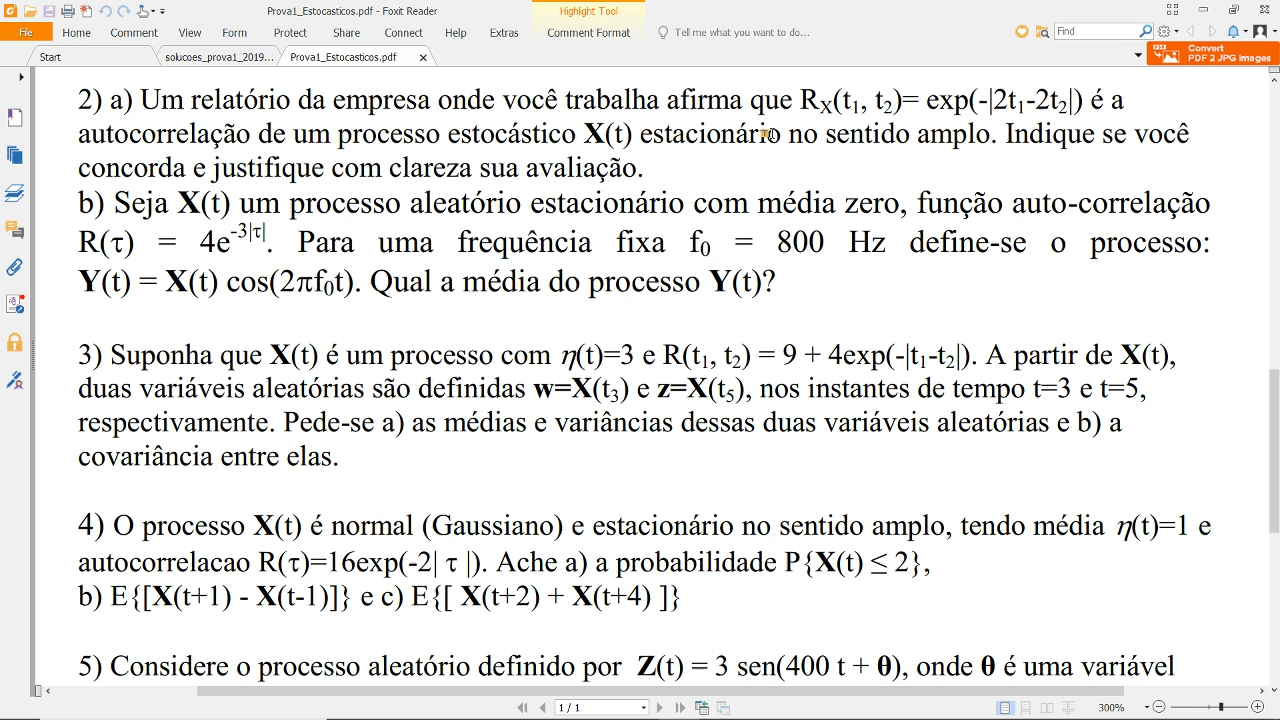 Prova1_Estocasticos.pdf - Foxit Reader
Highlight Tool
File Home Comment View Form Protect Share Connect Help Extras Comment Format Tell me what you want to do... Find
Start solucoes_prova1_2019... Prova1_Estocasticos.pdf
Convert
PDF 2 JPG Images
2) a) Um relatório da empresa onde você trabalha afirma que R_X(t₁, t₂)= exp(-|2t₁-2t₂|) é a
autocorrelação de um processo estocástico X(t) estacionário no sentido amplo. Indique se você
concorda e justifique com clareza sua avaliação.
b) Seja X(t) um processo aleatório estacionário com média zero, função auto-correlação
R(τ) = 4e^-3|τ|. Para uma frequência fixa f₀ = 800 Hz define-se o processo:
Y(t) = X(t) cos(2πf₀t). Qual a média do processo Y(t)?
3) Suponha que X(t) é um processo com η(t)=3 e R(t₁, t₂) = 9 + 4exp(-|t₁-t₂|). A partir de X(t),
duas variáveis aleatórias são definidas w=X(t₃) e z=X(t₅), nos instantes de tempo t=3 e t=5,
respectivamente. Pede-se a) as médias e variâncias dessas duas variáveis aleatórias e b) a
covariância entre elas.
4) O processo X(t) é normal (Gaussiano) e estacionário no sentido amplo, tendo média η(t)=1 e
autocorrelacao R(τ)=16exp(-2| τ |). Ache a) a probabilidade P{X(t) ≤ 2},
b) E{[X(t+1) - X(t-1)]} e c) E{[ X(t+2) + X(t+4) ]}
5) Considere o processo aleatório definido por Z(t) = 3 sen(400 t + θ), onde θ é uma variável
1 / 1
300%